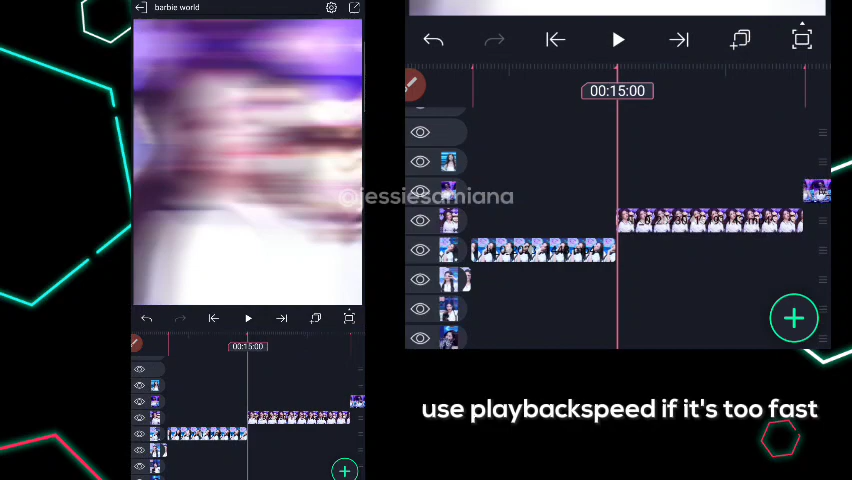 barbie world
00:15:00
@jessiesamiana
00:15:00
use playbackspeed if it's too fast